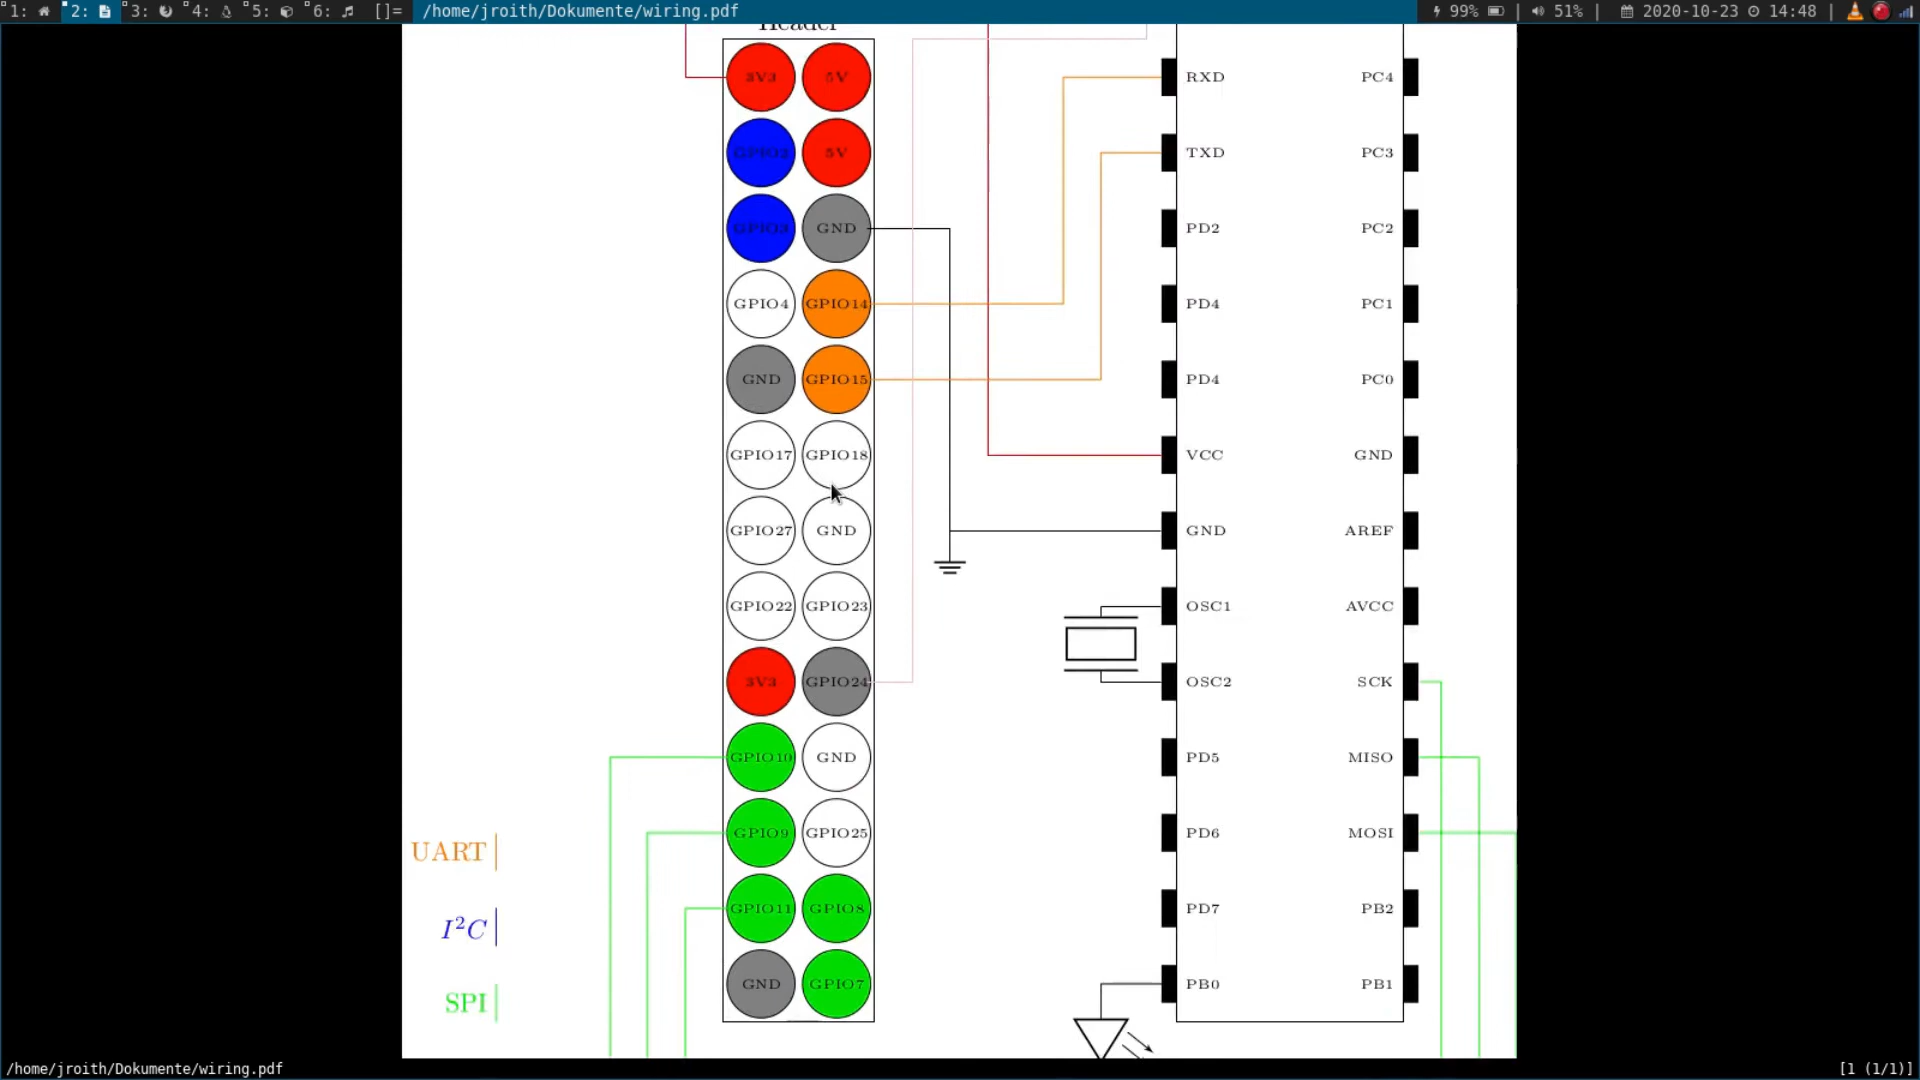 1: 2: 3: 4: 5: 6: []= /home/jroith/Dokumente/wiring.pdf 99% | 51% | 2020-10-23 14:48 |
Header
3V3 5V RXD PC4
GPIO2 5V TXD PC3
GPIO3 GND PD2 PC2
GPIO4 GPIO14 PD4 PC1
GND GPIO15 PD4 PC0
GPIO17 GPIO18 VCC GND
GPIO27 GND GND AREF
GPIO22 GPIO23 OSC1 AVCC
3V3 GPIO24 OSC2 SCK
GPIO10 GND PD5 MISO
GPIO9 GPIO25 PD6 MOSI
UART
GPIO11 GPIO8 PD7 PB2
I²C
GND GPIO7 PB0 PB1
SPI
/home/jroith/Dokumente/wiring.pdf [1 (1/1)]